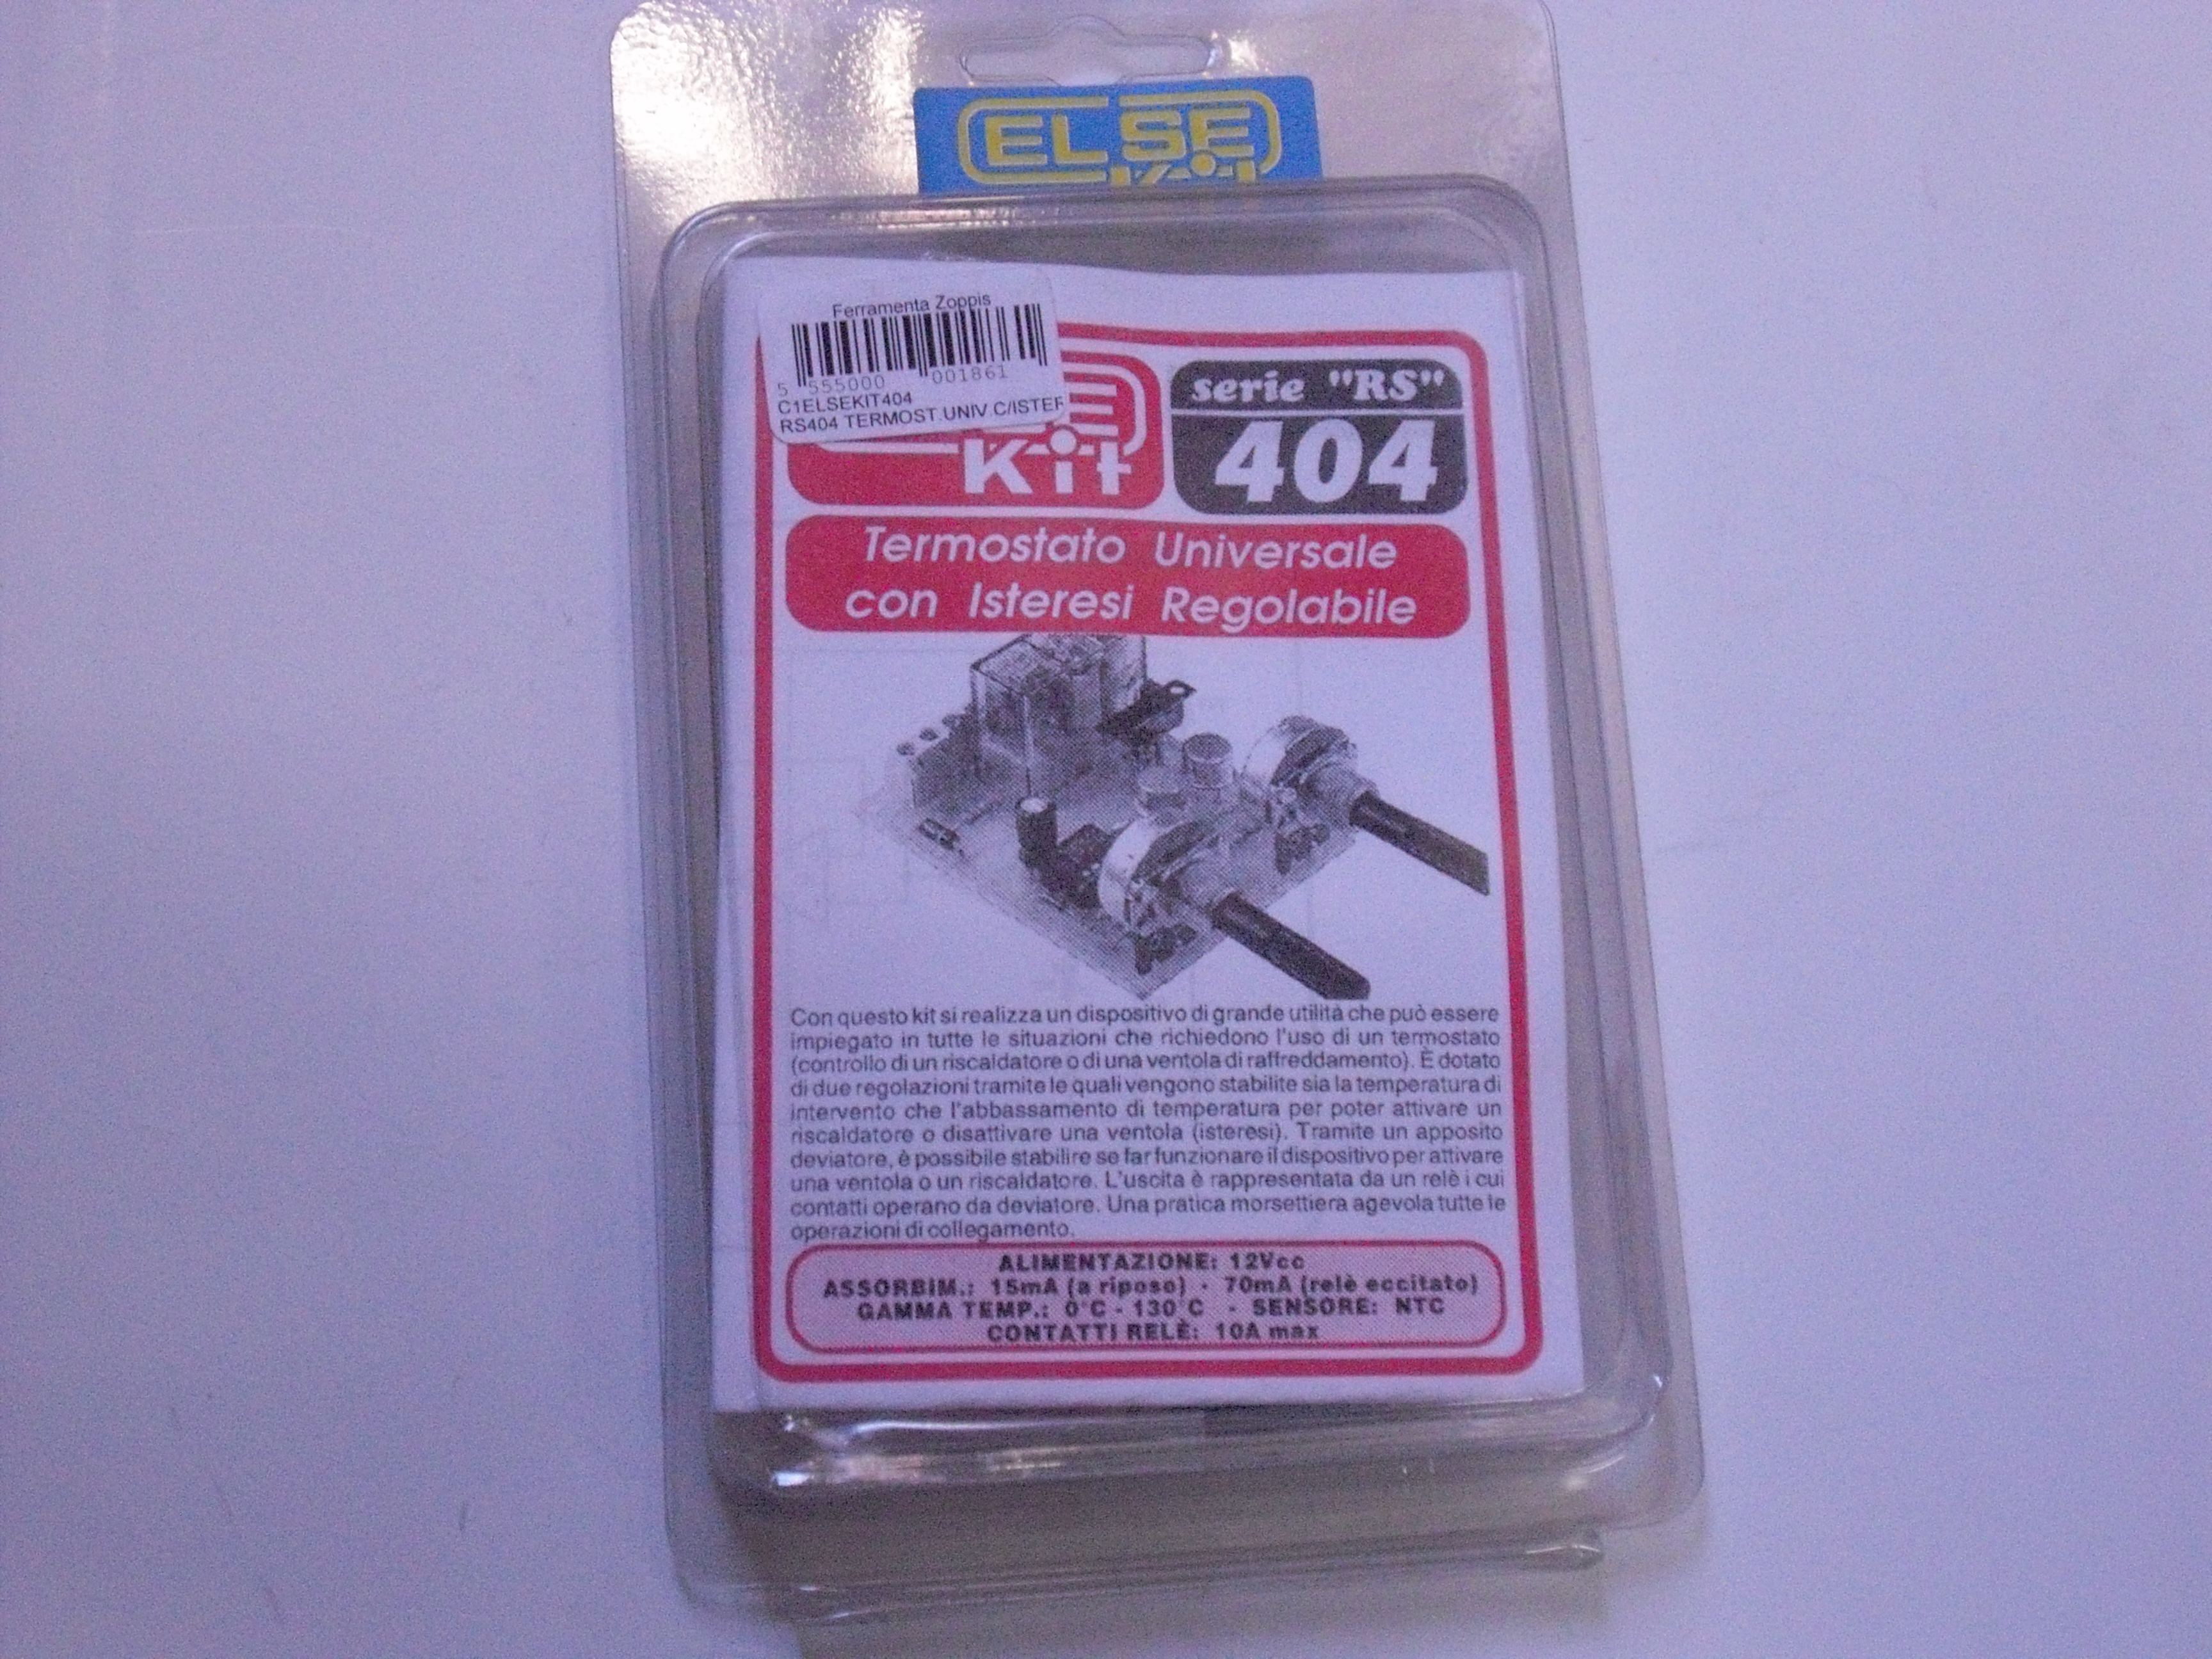 ELSE
Kit
Ferramenta Zoppis
5 555000 001861
C1ELSEKIT404
RS404 TERMOST.UNIV.C/ISTER
Kit
serie "RS"
404
Termostato Universale
con Isteresi Regolabile
Con questo kit si realizza un dispositivo di grande utilità che può essere
impiegato in tutte le situazioni che richiedono l'uso di un termostato
(controllo di un riscaldatore o di una ventola di raffreddamento). È dotato
di due regolazioni tramite le quali vengono stabilite sia la temperatura di
intervento che l'abbassamento di temperatura per poter attivare un
riscaldatore o disattivare una ventola (isteresi). Tramite un apposito
deviatore, è possibile stabilire se far funzionare il dispositivo per attivare
una ventola o un riscaldatore. L'uscita è rappresentata da un relè i cui
contatti operano da deviatore. Una pratica morsettiera agevola tutte le
operazioni di collegamento.
ALIMENTAZIONE: 12Vcc
ASSORBIM.: 15mA (a riposo) - 70mA (relè eccitato)
GAMMA TEMP.: 0°C - 130°C - SENSORE: NTC
CONTATTI RELÈ: 10A max